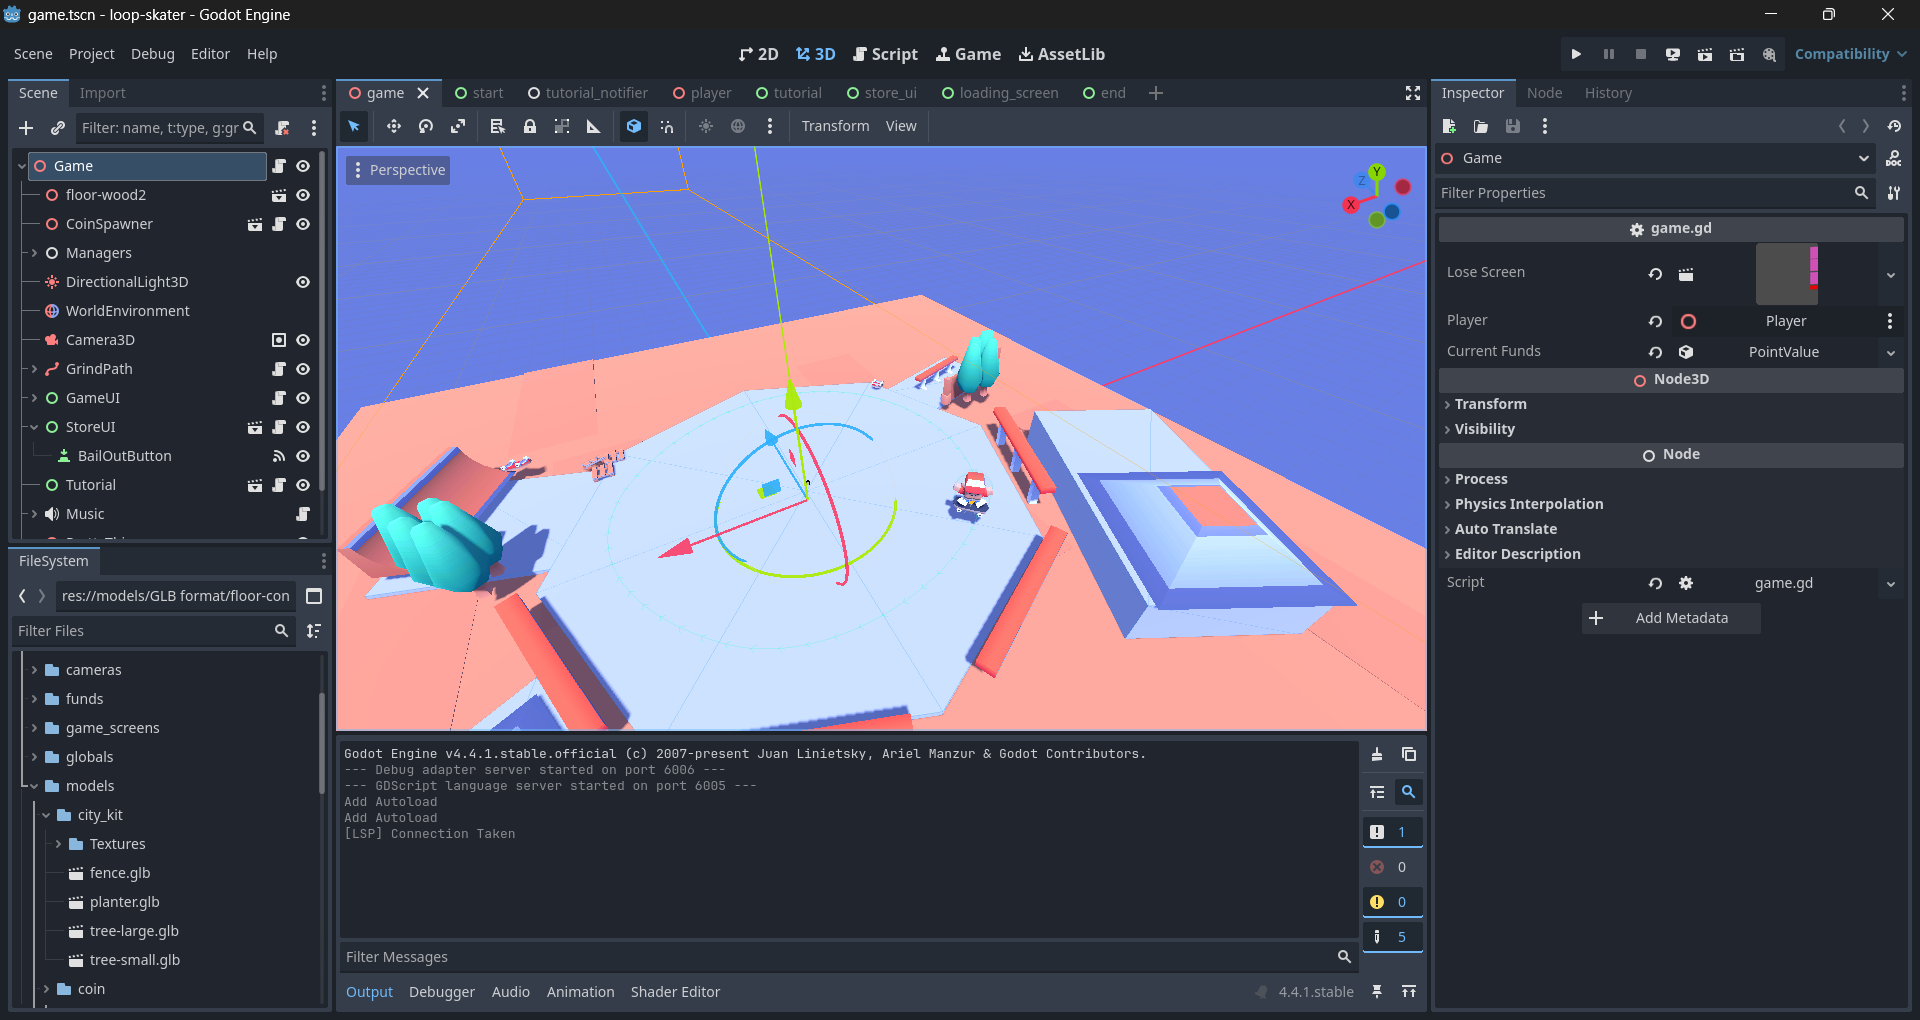 game.tscn - loop-skater - Godot Engine
Scene Project Debug Editor Help
2D 3D Script Game AssetLib
Compatibility
Scene Import
game start tutorial_notifier player tutorial store_ui loading_screen end
Inspector Node History
Filter: name, t:type, g:gr
Transform View
Game
floor-wood2
CoinSpawner
Managers
DirectionalLight3D
WorldEnvironment
Camera3D
GrindPath
GameUI
StoreUI
BailOutButton
Tutorial
Music
FileSystem
res://models/GLB format/floor-con
Filter Files
cameras
funds
game_screens
globals
models
city_kit
Textures
fence.glb
planter.glb
tree-large.glb
tree-small.glb
coin
Perspective
Y
Z
X
Godot Engine v4.4.1.stable.official (c) 2007-present Juan Linietsky, Ariel Manzur & Godot Contributors.
--- Debug adapter server started on port 6006 ---
--- GDScript language server started on port 6005 ---
Add Autoload
Add Autoload
[LSP] Connection Taken
1
0
0
5
Filter Messages
Output Debugger Audio Animation Shader Editor
4.4.1.stable
Game
Filter Properties
game.gd
Lose Screen
Player Player
Current Funds PointValue
Node3D
Transform
Visibility
Node
Process
Physics Interpolation
Auto Translate
Editor Description
Script game.gd
Add Metadata